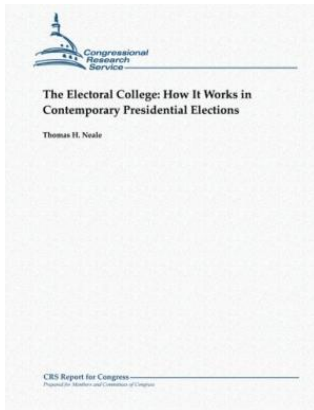 Congressional
Research
Service
The Electoral College: How It Works in
Contemporary Presidential Elections
Thomas H. Neale
CRS Report for Congress
Prepared for Members and Committees of Congress